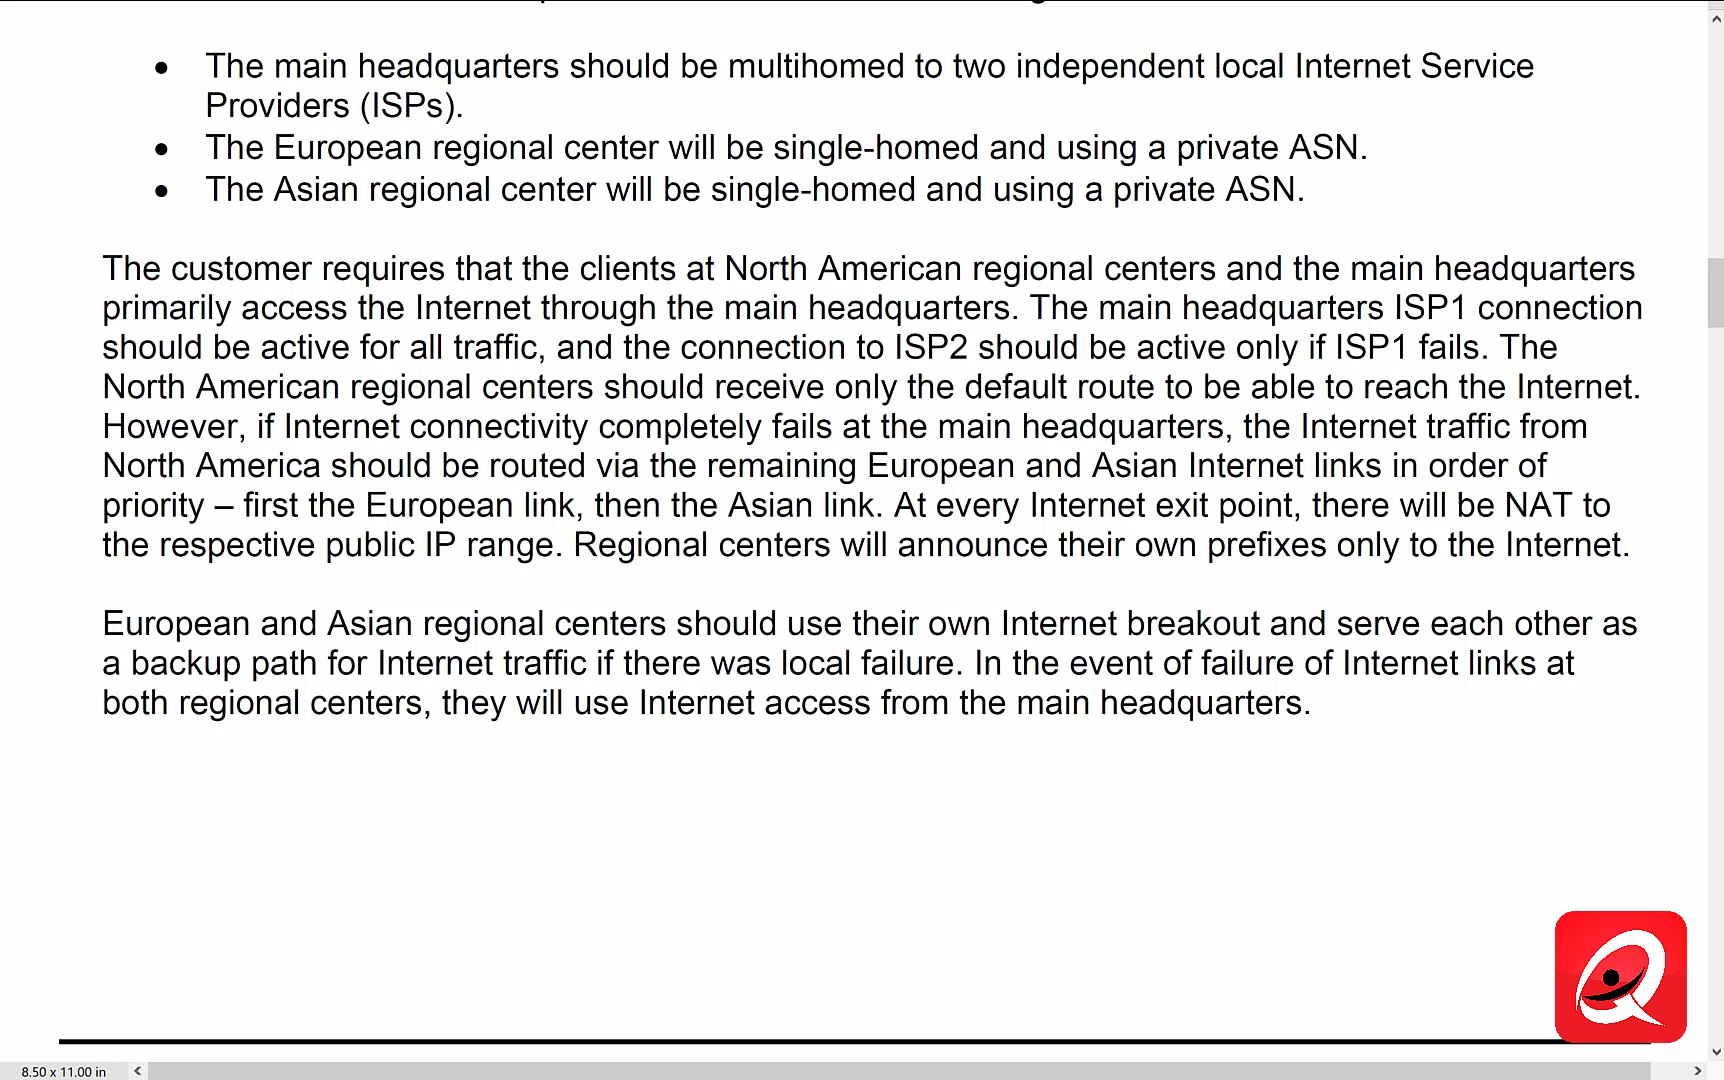 • The main headquarters should be multihomed to two independent local Internet Service
Providers (ISPs).
• The European regional center will be single-homed and using a private ASN.
• The Asian regional center will be single-homed and using a private ASN.
The customer requires that the clients at North American regional centers and the main headquarters
primarily access the Internet through the main headquarters. The main headquarters ISP1 connection
should be active for all traffic, and the connection to ISP2 should be active only if ISP1 fails. The
North American regional centers should receive only the default route to be able to reach the Internet.
However, if Internet connectivity completely fails at the main headquarters, the Internet traffic from
North America should be routed via the remaining European and Asian Internet links in order of
priority – first the European link, then the Asian link. At every Internet exit point, there will be NAT to
the respective public IP range. Regional centers will announce their own prefixes only to the Internet.
European and Asian regional centers should use their own Internet breakout and serve each other as
a backup path for Internet traffic if there was local failure. In the event of failure of Internet links at
both regional centers, they will use Internet access from the main headquarters.
8.50 x 11.00 in